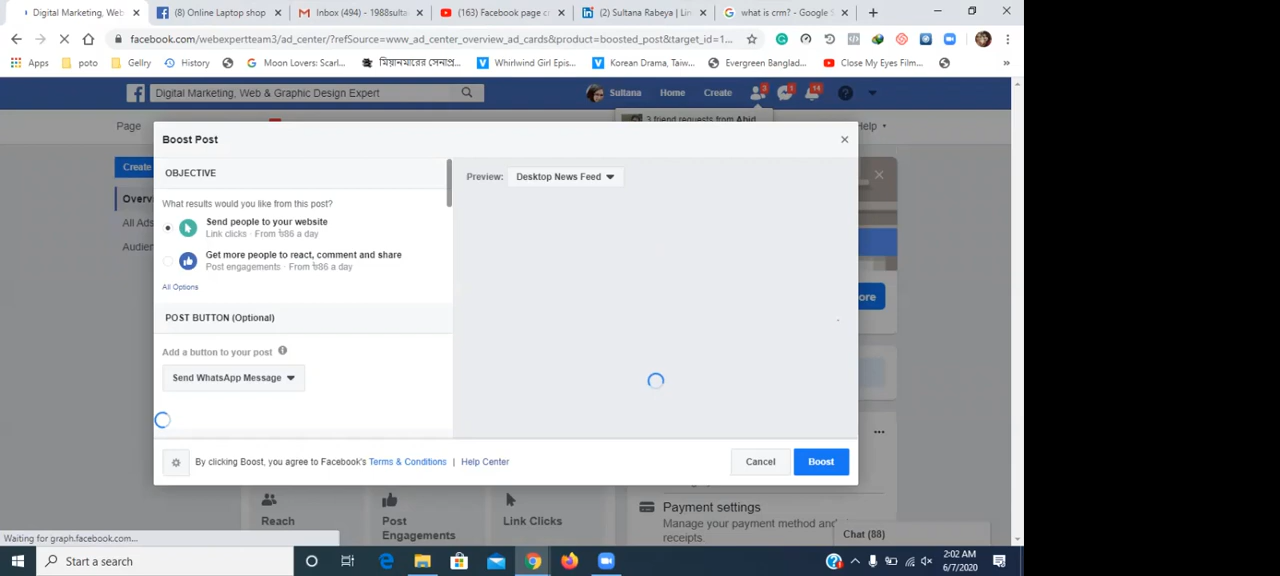 Digital Marketing, Web
(8) Online Laptop shop
Inbox (494) - 1988sulta
(163) Facebook page c
(2) Sultana Rabeya | Lin
what is crm? - Google S
facebook.com/webexpertteam3/ad_center/?refSource=www_ad_center_overview_ad_cards&product=boosted_post&target_id=1...
Apps
poto
Gellry
History
Moon Lovers: Scarl...
মিয়ানমারের সেনাপ্র...
Whirlwind Girl Epis...
Korean Drama, Taiw...
Evergreen Banglad...
Close My Eyes Film...
»
Digital Marketing, Web & Graphic Design Expert
Sultana
Home
Create
3
1
14
3 friend requests from Abid
Page
Help
Create
Overv
All Ads
Audien
Boost Post
OBJECTIVE
What results would you like from this post?
Send people to your website
Link clicks · From ৳86 a day
Get more people to react, comment and share
Post engagements · From ৳86 a day
All Options
POST BUTTON (Optional)
Add a button to your post
Send WhatsApp Message
Preview:
Desktop News Feed
By clicking Boost, you agree to Facebook's Terms & Conditions | Help Center
Cancel
Boost
ore
Reach
Post
Engagements
Link Clicks
Payment settings
Manage your payment method and
receipts.
Chat (88)
Waiting for graph.facebook.com...
Start a search
2:02 AM
6/7/2020